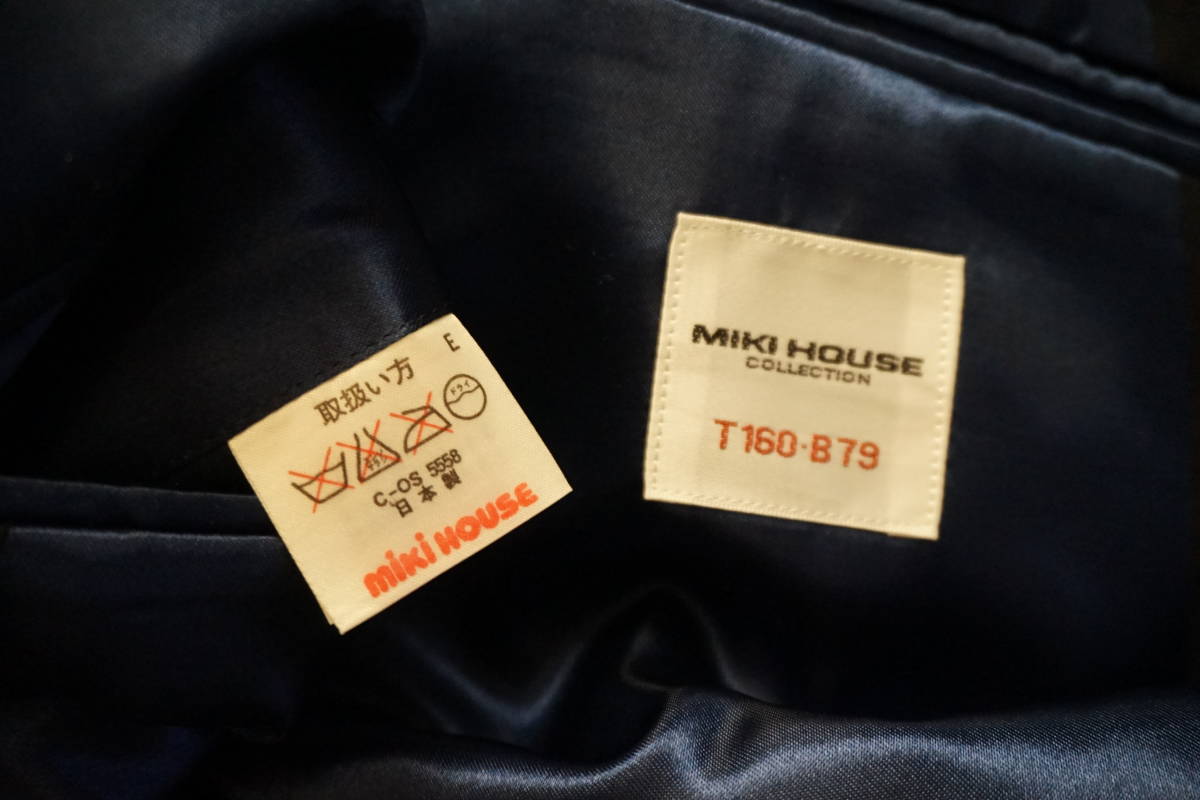 取扱い方 E
ドライ
C-OS 5558
日本製
miki HOUSE
MIKI HOUSE
COLLECTION
T160·B79